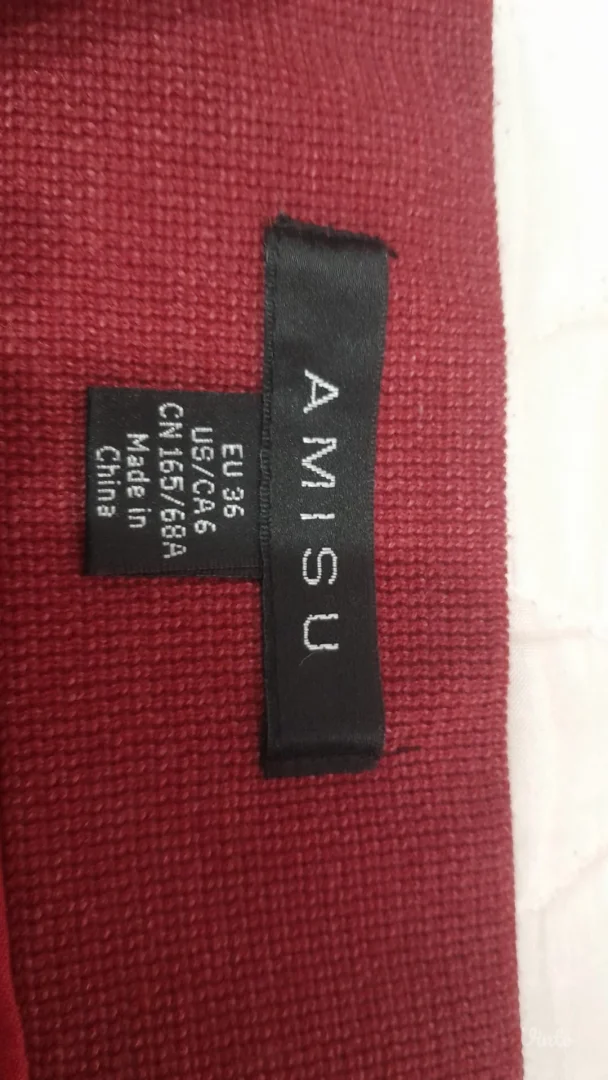 AMISU
EU 36
US/CA 6
CN 165/68A
Made in
China